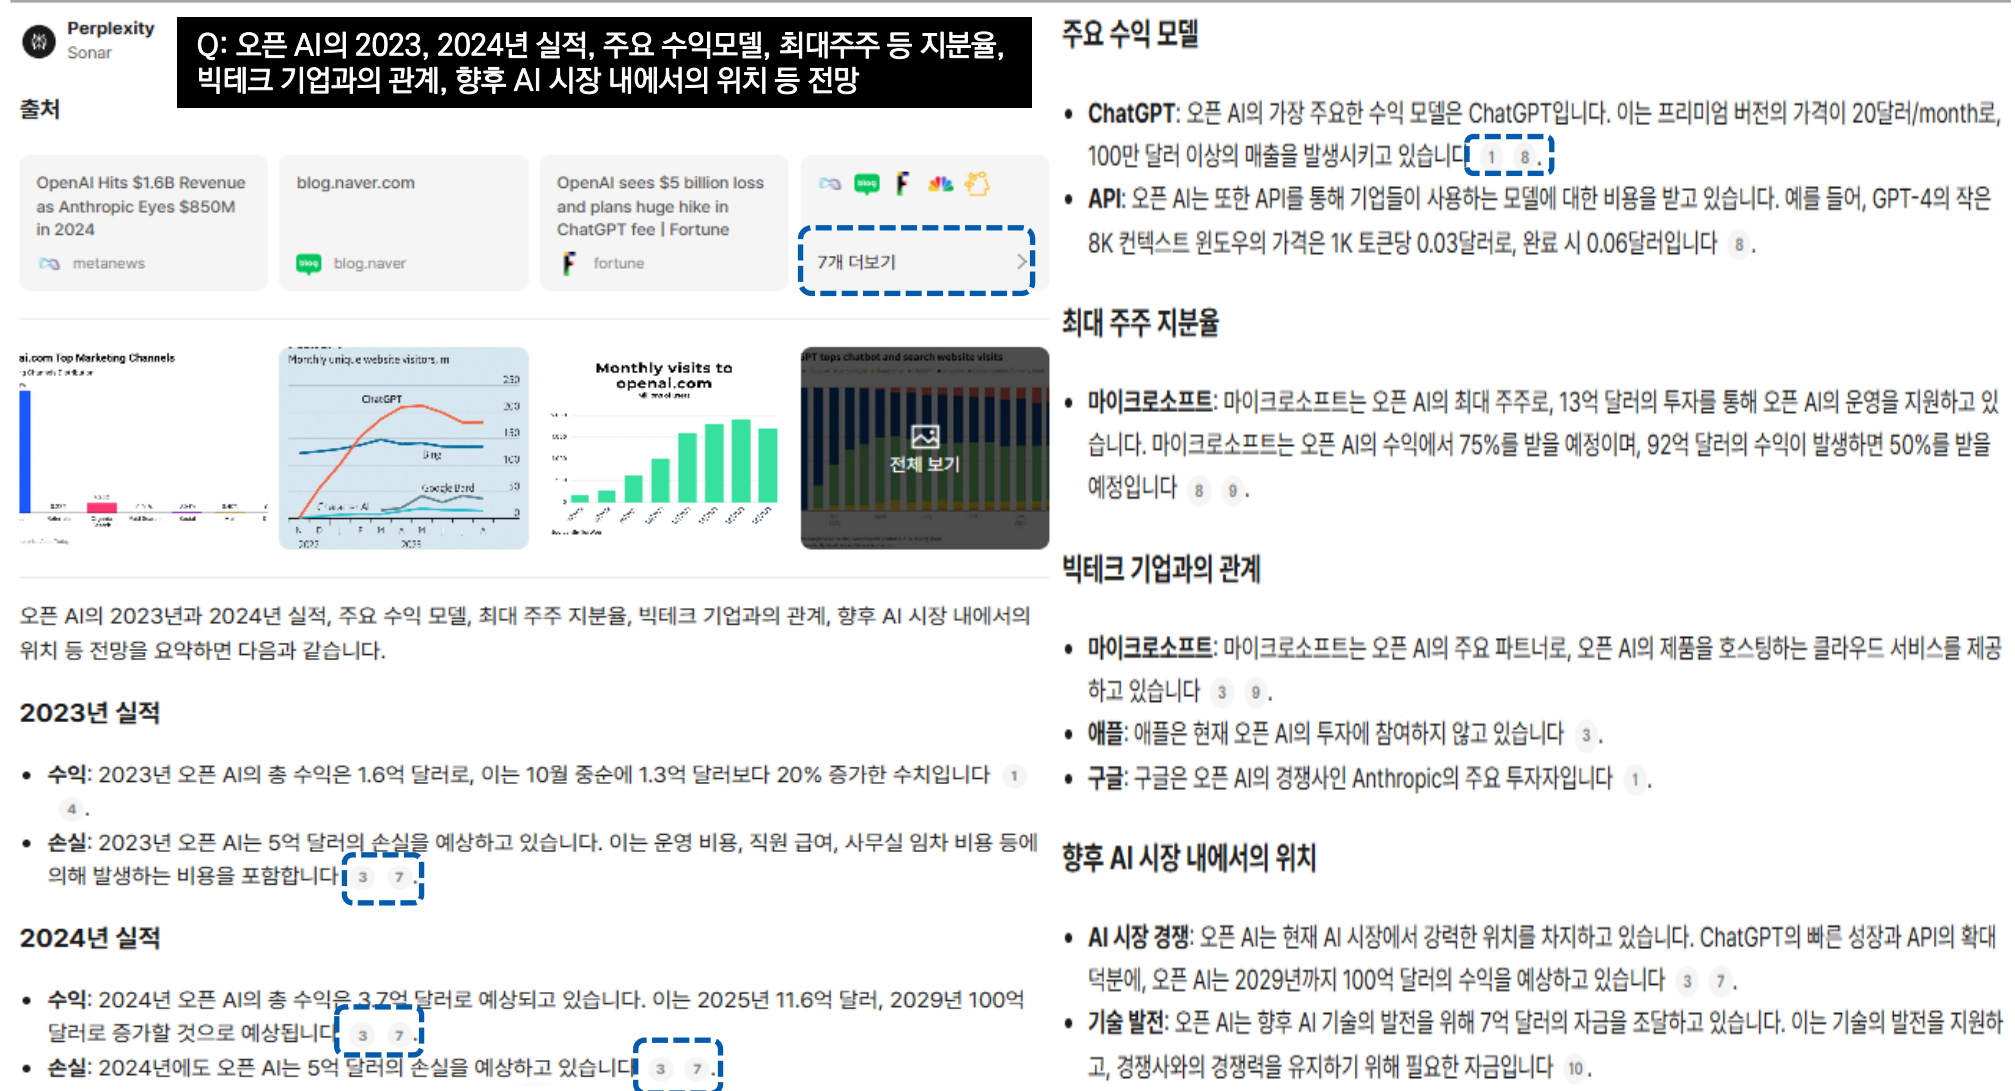 Perplexity
Sonar
Q: 오픈 AI의 2023, 2024년 실적, 주요 수익모델, 최대주주 등 지분율,
빅테크 기업과의 관계, 향후 AI 시장 내에서의 위치 등 전망
출처
OpenAI Hits $1.6B Revenue
as Anthropic Eyes $850M
in 2024
metanews
blog.naver.com
blog
blog.naver
OpenAI sees $5 billion loss
and plans huge hike in
ChatGPT fee | Fortune
fortune
blog
7개 더보기
ai.com Top Marketing Channels
Monthly unique website visitors, m
250
200
150
100
50
0
ChatGPT
Bing
Google Bard
Character AI
N D J F M A M J J A
2022 2023
Monthly visits to
openai.com
Millions of users
PT tops chatbot and search website visits
전체 보기
오픈 AI의 2023년과 2024년 실적, 주요 수익 모델, 최대 주주 지분율, 빅테크 기업과의 관계, 향후 AI 시장 내에서의
위치 등 전망을 요약하면 다음과 같습니다.
2023년 실적
• 수익: 2023년 오픈 AI의 총 수익은 1.6억 달러로, 이는 10월 중순에 1.3억 달러보다 20% 증가한 수치입니다 1
4 .
• 손실: 2023년 오픈 AI는 5억 달러의 손실을 예상하고 있습니다. 이는 운영 비용, 직원 급여, 사무실 임차 비용 등에
의해 발생하는 비용을 포함합니다 3 7 .
2024년 실적
• 수익: 2024년 오픈 AI의 총 수익은 3.7억 달러로 예상되고 있습니다. 이는 2025년 11.6억 달러, 2029년 100억
달러로 증가할 것으로 예상됩니다 3 7 .
• 손실: 2024년에도 오픈 AI는 5억 달러의 손실을 예상하고 있습니다 3 7 .
주요 수익 모델
• ChatGPT: 오픈 AI의 가장 주요한 수익 모델은 ChatGPT입니다. 이는 프리미엄 버전의 가격이 20달러/month로,
100만 달러 이상의 매출을 발생시키고 있습니다 1 8 .
• API: 오픈 AI는 또한 API를 통해 기업들이 사용하는 모델에 대한 비용을 받고 있습니다. 예를 들어, GPT-4의 작은
8K 컨텍스트 윈도우의 가격은 1K 토큰당 0.03달러로, 완료 시 0.06달러입니다 8 .
최대 주주 지분율
• 마이크로소프트: 마이크로소프트는 오픈 AI의 최대 주주로, 13억 달러의 투자를 통해 오픈 AI의 운영을 지원하고 있
습니다. 마이크로소프트는 오픈 AI의 수익에서 75%를 받을 예정이며, 92억 달러의 수익이 발생하면 50%를 받을
예정입니다 8 9 .
빅테크 기업과의 관계
• 마이크로소프트: 마이크로소프트는 오픈 AI의 주요 파트너로, 오픈 AI의 제품을 호스팅하는 클라우드 서비스를 제공
하고 있습니다 3 9 .
• 애플: 애플은 현재 오픈 AI의 투자에 참여하지 않고 있습니다 3 .
• 구글: 구글은 오픈 AI의 경쟁사인 Anthropic의 주요 투자자입니다 1 .
향후 AI 시장 내에서의 위치
• AI 시장 경쟁: 오픈 AI는 현재 AI 시장에서 강력한 위치를 차지하고 있습니다. ChatGPT의 빠른 성장과 API의 확대
덕분에, 오픈 AI는 2029년까지 100억 달러의 수익을 예상하고 있습니다 3 7 .
• 기술 발전: 오픈 AI는 향후 AI 기술의 발전을 위해 7억 달러의 자금을 조달하고 있습니다. 이는 기술의 발전을 지원하
고, 경쟁사와의 경쟁력을 유지하기 위해 필요한 자금입니다 10 .